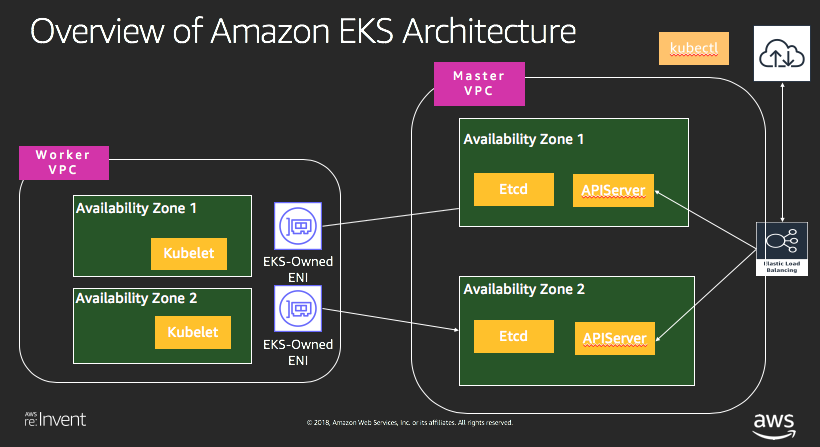 Overview of Amazon EKS Architecture
kubectl
Master
VPC
Availability Zone 1
Etcd
APIServer
Worker
VPC
Availability Zone 1
Kubelet
EKS-Owned
ENI
Elastic Load
Balancing
Availability Zone 2
Kubelet
EKS-Owned
ENI
Availability Zone 2
Etcd
APIServer
AWS
re:Invent
© 2018, Amazon Web Services, Inc. or its affiliates. All rights reserved.
aws